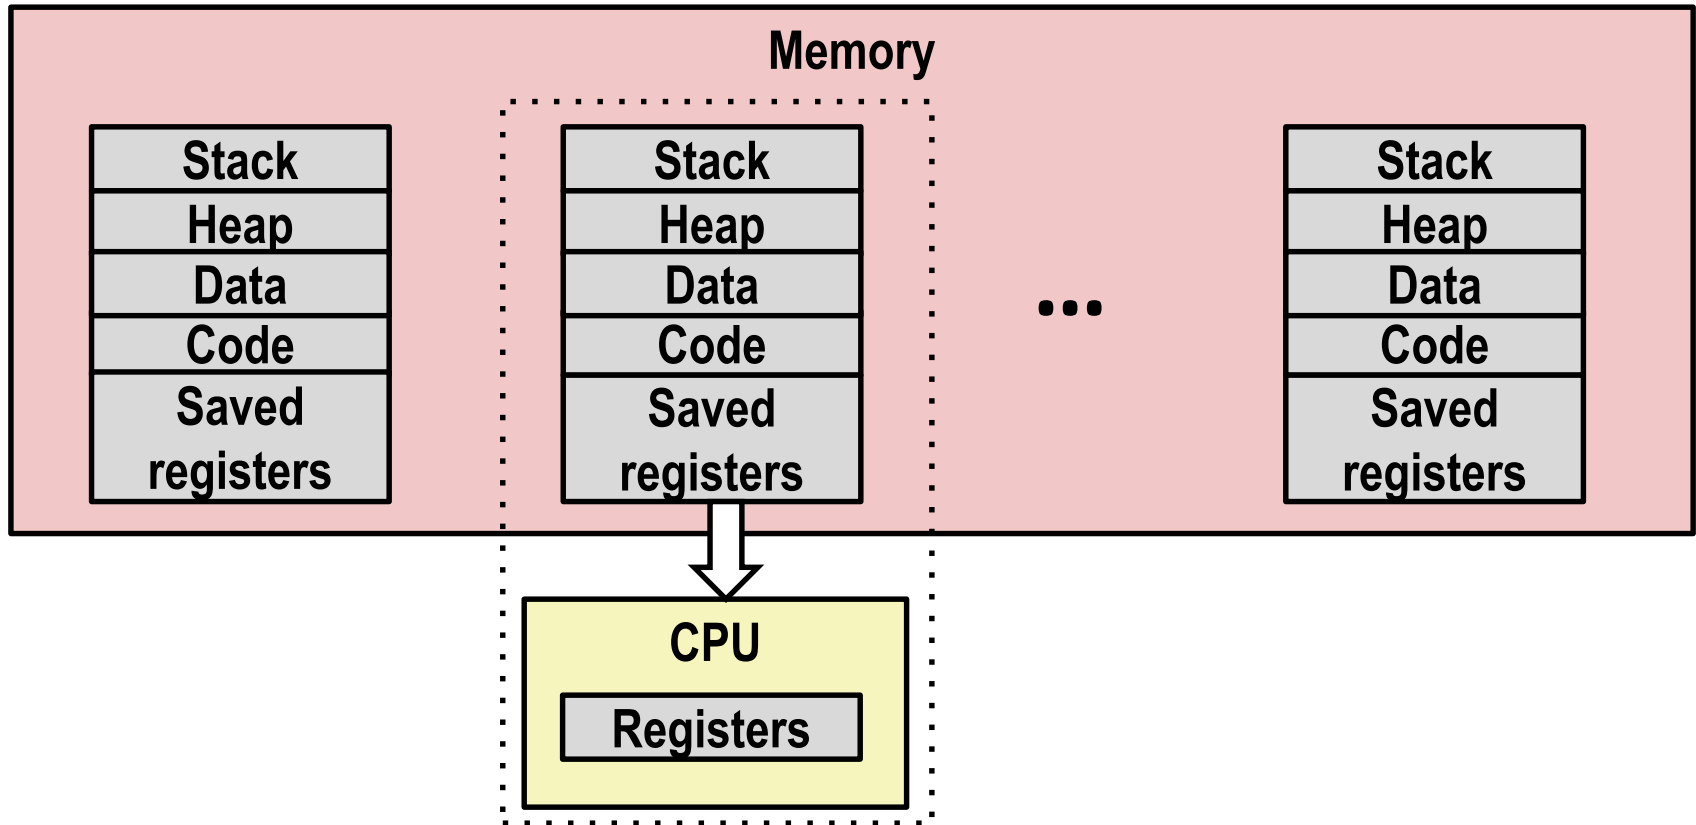 Memory
Stack
Heap
Data
Code
Saved
registers
Stack
Heap
Data
Code
Saved
registers
...
Stack
Heap
Data
Code
Saved
registers
CPU
Registers